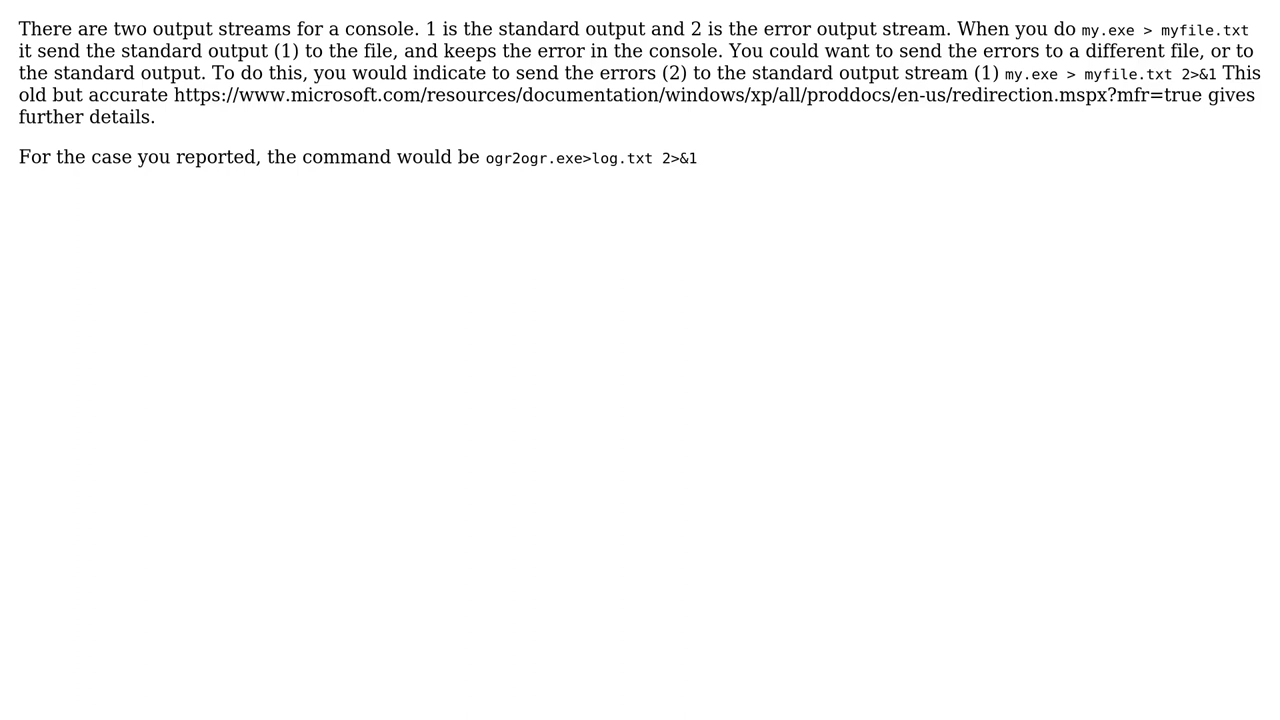 There are two output streams for a console. 1 is the standard output and 2 is the error output stream. When you do my.exe > myfile.txt
it send the standard output (1) to the file, and keeps the error in the console. You could want to send the errors to a different file, or to
the standard output. To do this, you would indicate to send the errors (2) to the standard output stream (1) my.exe > myfile.txt 2>&1 This
old but accurate https://www.microsoft.com/resources/documentation/windows/xp/all/proddocs/en-us/redirection.mspx?mfr=true gives
further details.
For the case you reported, the command would be ogr2ogr.exe>log.txt 2>&1